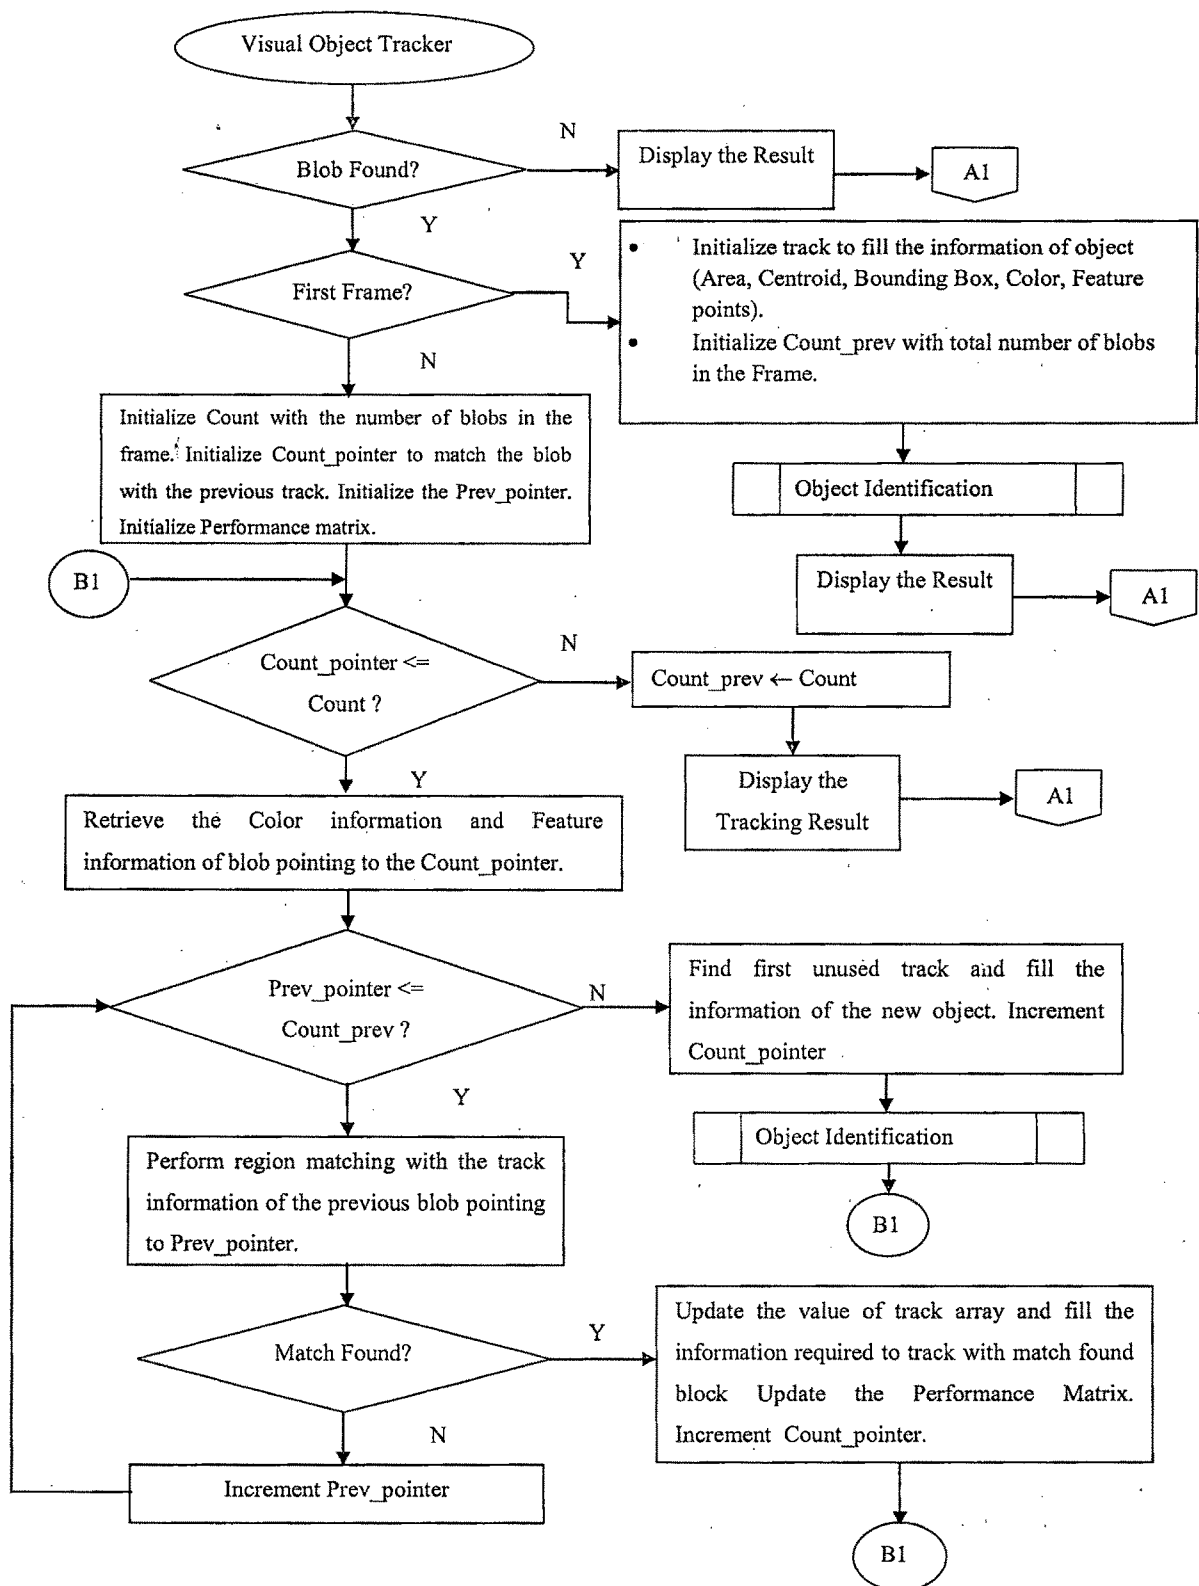 Visual Object Tracker
Blob Found?
N
Display the Result
A1
Y
First Frame?
Y
• Initialize track to fill the information of object
(Area, Centroid, Bounding Box, Color, Feature
points).
• Initialize Count_prev with total number of blobs
in the Frame.
N
Initialize Count with the number of blobs in the
frame. Initialize Count_pointer to match the blob
with the previous track. Initialize the Prev_pointer.
Initialize Performance matrix.
Object Identification
Display the Result
A1
B1
Count_pointer <=
Count ?
N
Count_prev ← Count
Display the
Tracking Result
A1
Y
Retrieve the Color information and Feature
information of blob pointing to the Count_pointer.
Prev_pointer <=
Count_prev ?
N
Find first unused track and fill the
information of the new object. Increment
Count_pointer
Object Identification
B1
Y
Perform region matching with the track
information of the previous blob pointing
to Prev_pointer.
Match Found?
Y
Update the value of track array and fill the
information required to track with match found
block Update the Performance Matrix.
Increment Count_pointer.
B1
N
Increment Prev_pointer